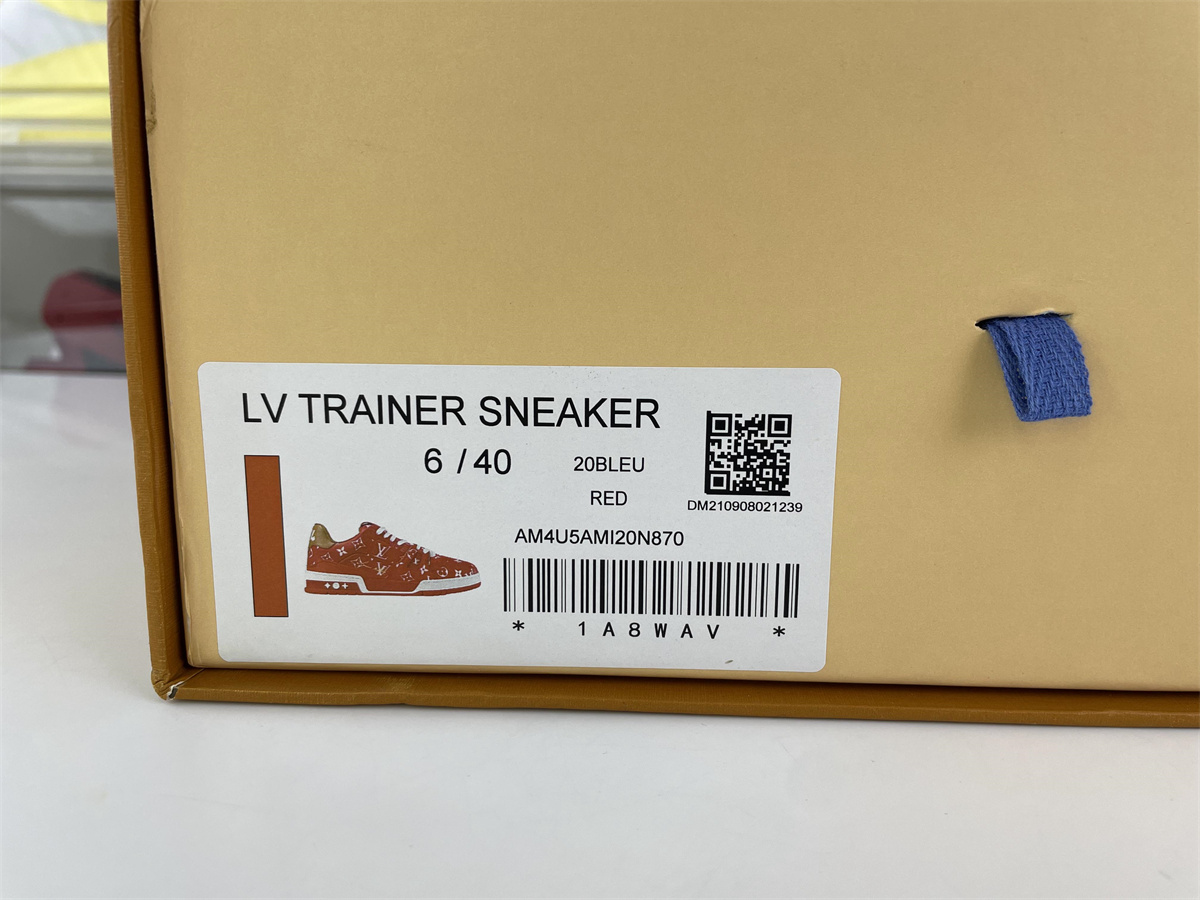 LV TRAINER SNEAKER
6 / 40
20BLEU
RED
DM210908021239
AM4U5AMI20N870
* 1A8WAV *